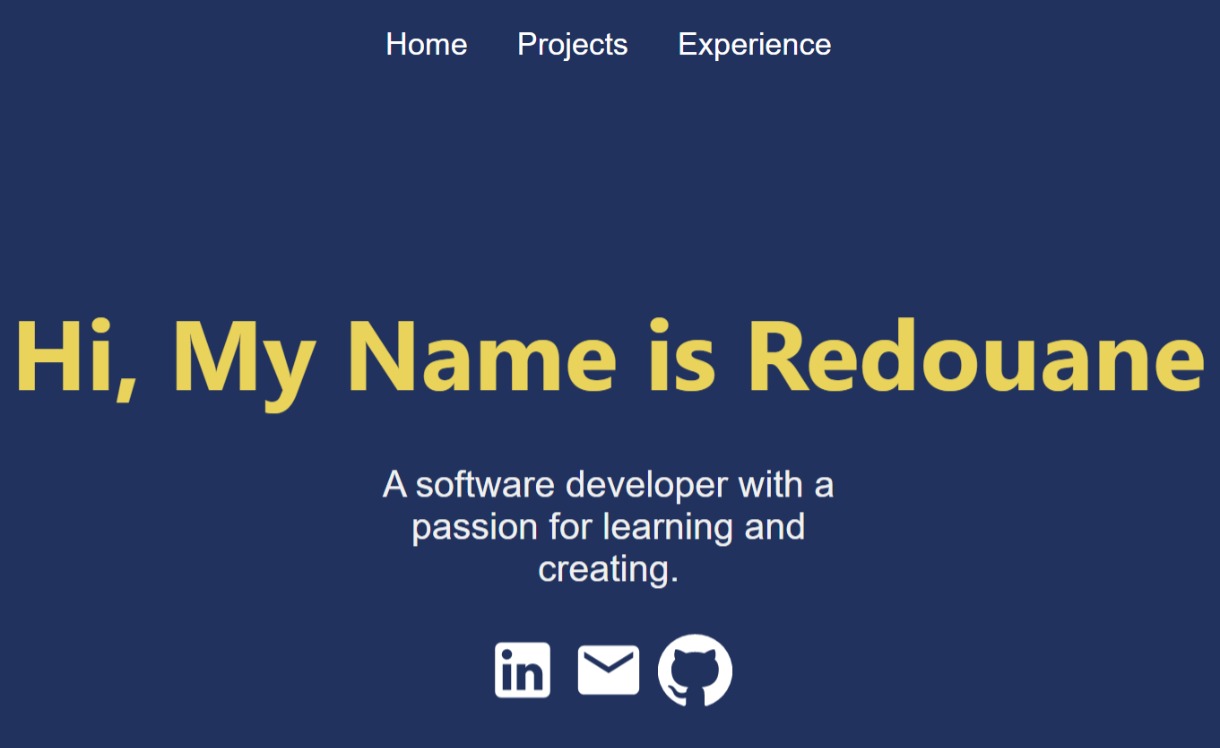 Home Projects Experience
Hi, My Name is Redouane
A software developer with a
passion for learning and
creating.
in